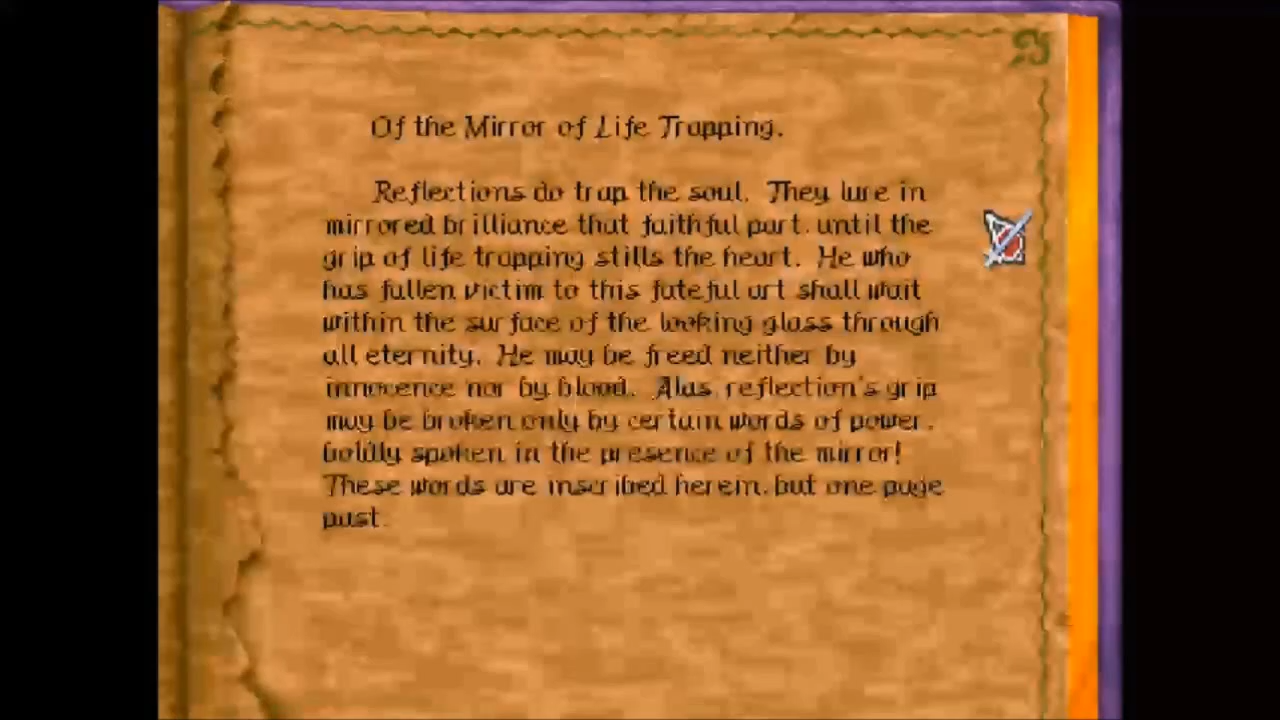 Of the Mirror of Life Trapping.
Reflections do trap the soul. They lure in
mirrored brilliance that faithful part, until the
grip of life trapping stills the heart. He who
has fallen victim to this fateful art shall wait
within the surface of the looking glass through
all eternity. He may be freed neither by
innocence nor by blood. Alas, reflection's grip
may be broken only by certain words of power,
boldly spoken in the presence of the mirror!
These words are inscribed herein, but one page
past.